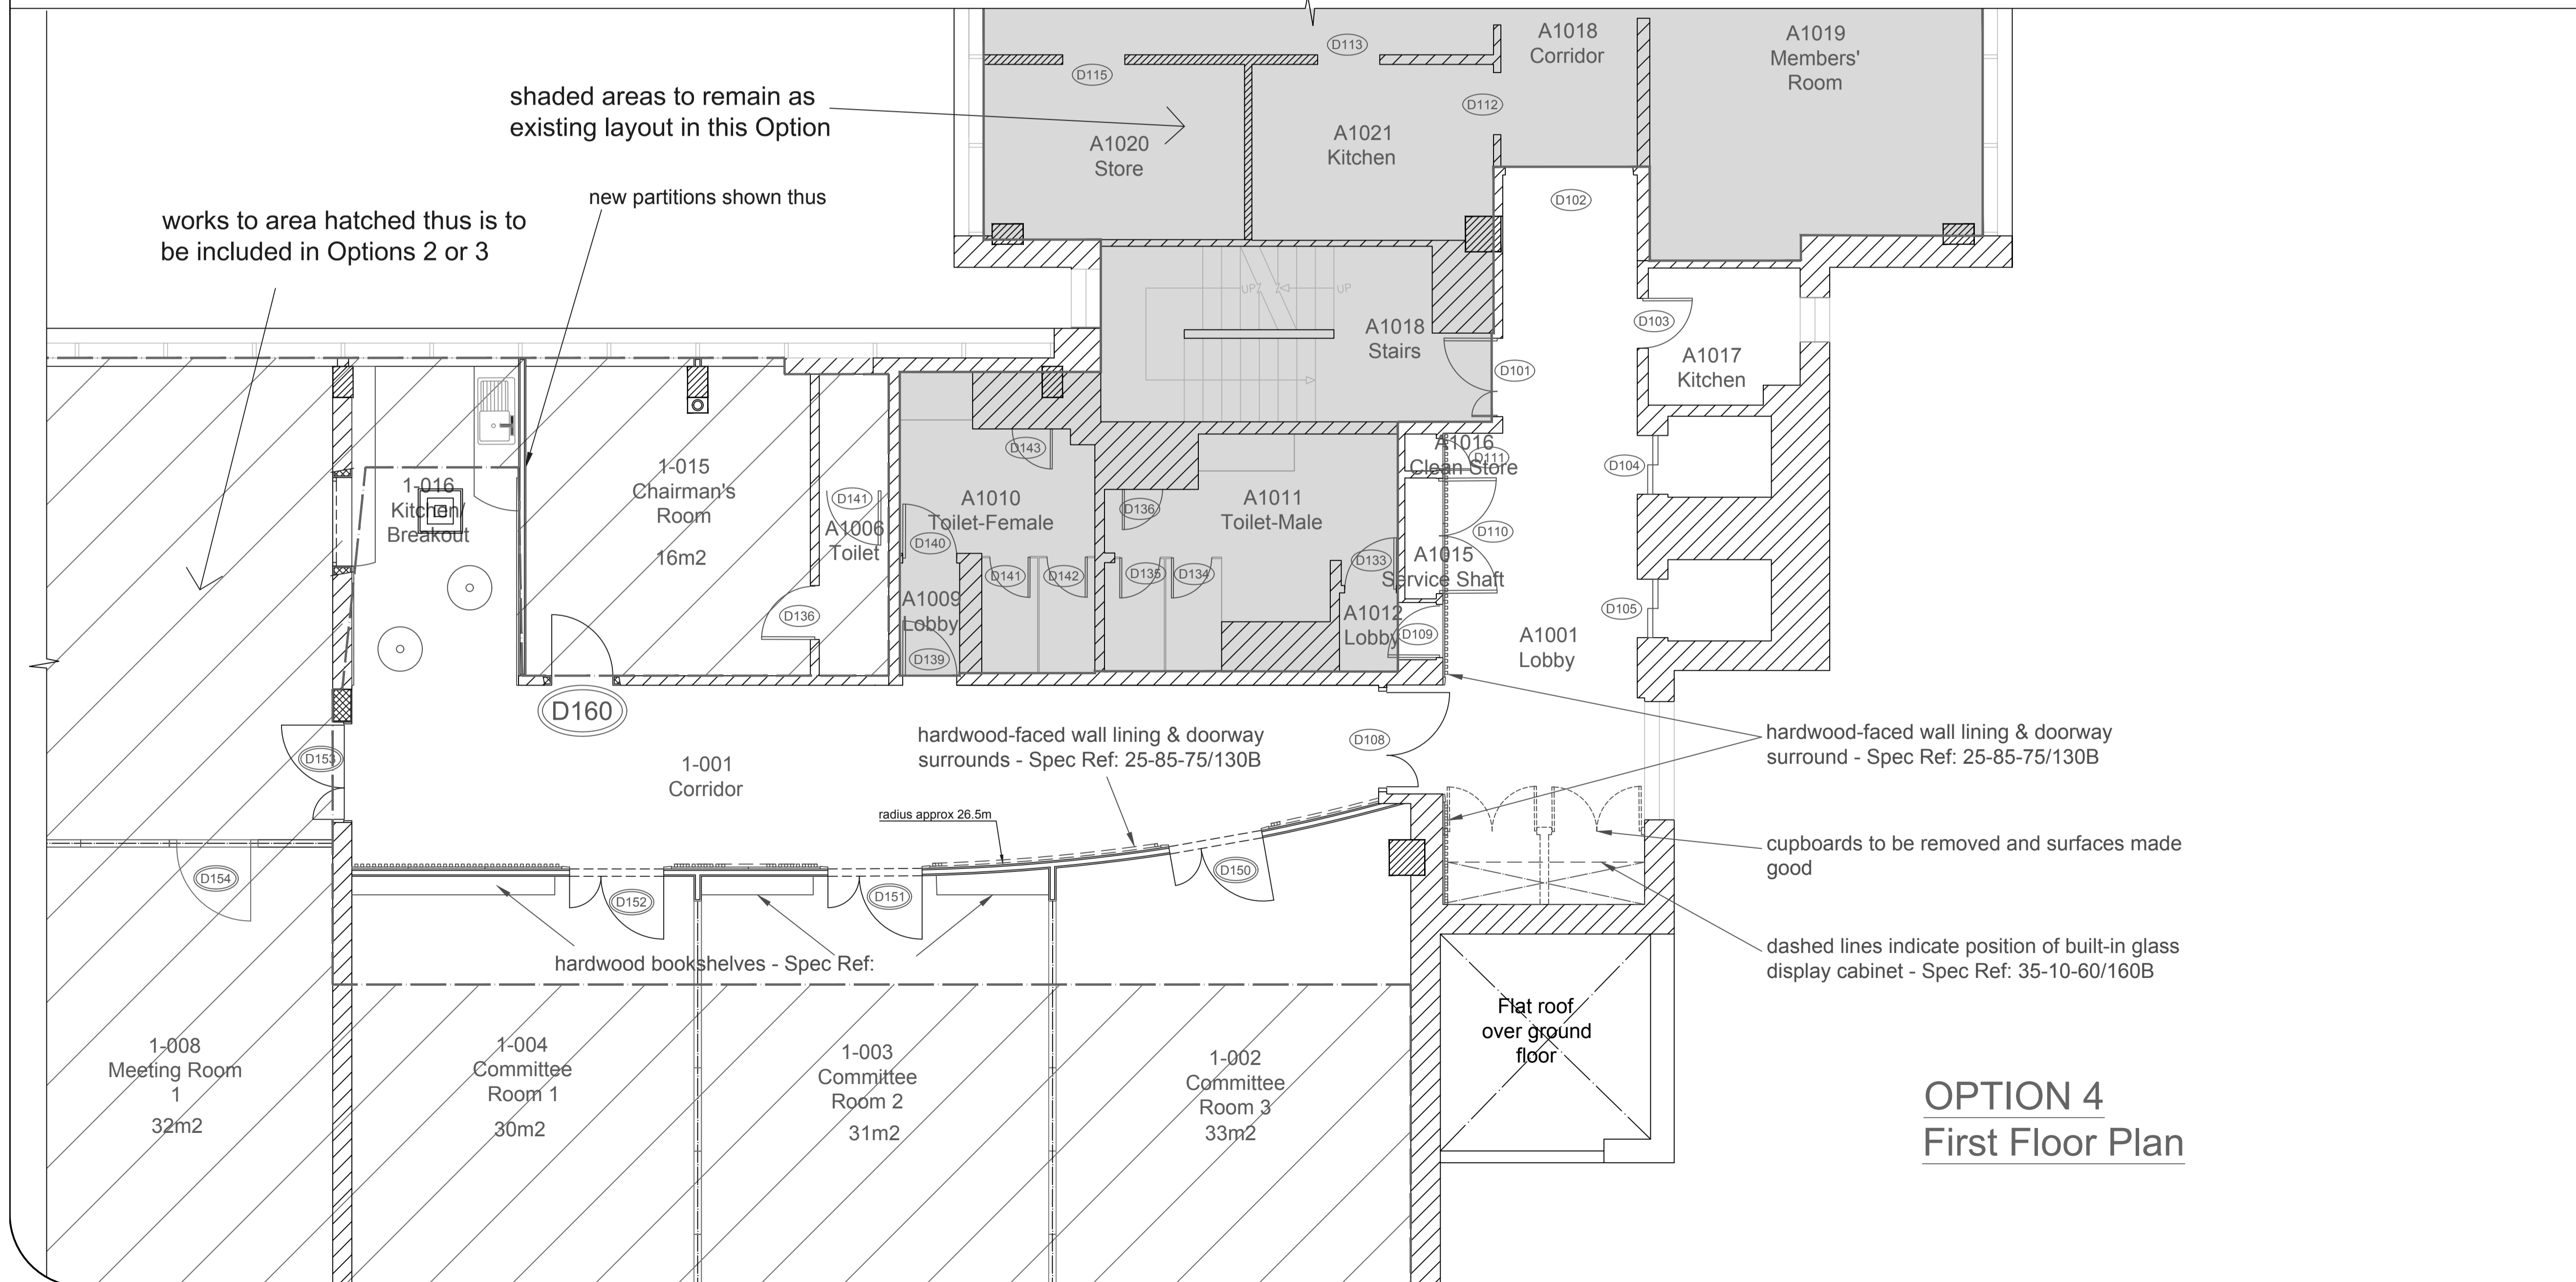 D113
A1018
Corridor
A1019
Members'
Room
D115
shaded areas to remain as
existing layout in this Option
D112
A1020
Store
A1021
Kitchen
new partitions shown thus
D102
works to area hatched thus is to
be included in Options 2 or 3
UP
UP
A1018
Stairs
D103
A1017
Kitchen
D101
D143
A1016
Clean Store
D111
D104
1-015
Chairman's
Room
16m2
1-016
Kitchen/
Breakout
D141
A1006
Toilet
A1010
Toilet-Female
D136
A1011
Toilet-Male
D140
D110
D133
A1015
Service Shaft
D141
D142
D135
D134
A1009
Lobby
D136
A1012
Lobby
D109
D105
A1001
Lobby
D139
D160
hardwood-faced wall lining & doorway
surrounds - Spec Ref: 25-85-75/130B
D108
hardwood-faced wall lining & doorway
surround - Spec Ref: 25-85-75/130B
D153
1-001
Corridor
radius approx 26.5m
cupboards to be removed and surfaces made
good
D154
D152
D151
D150
hardwood bookshelves - Spec Ref:
dashed lines indicate position of built-in glass
display cabinet - Spec Ref: 35-10-60/160B
Flat roof
over ground
floor
1-008
Meeting Room
1
32m2
1-004
Committee
Room 1
30m2
1-003
Committee
Room 2
31m2
1-002
Committee
Room 3
33m2
OPTION 4
First Floor Plan